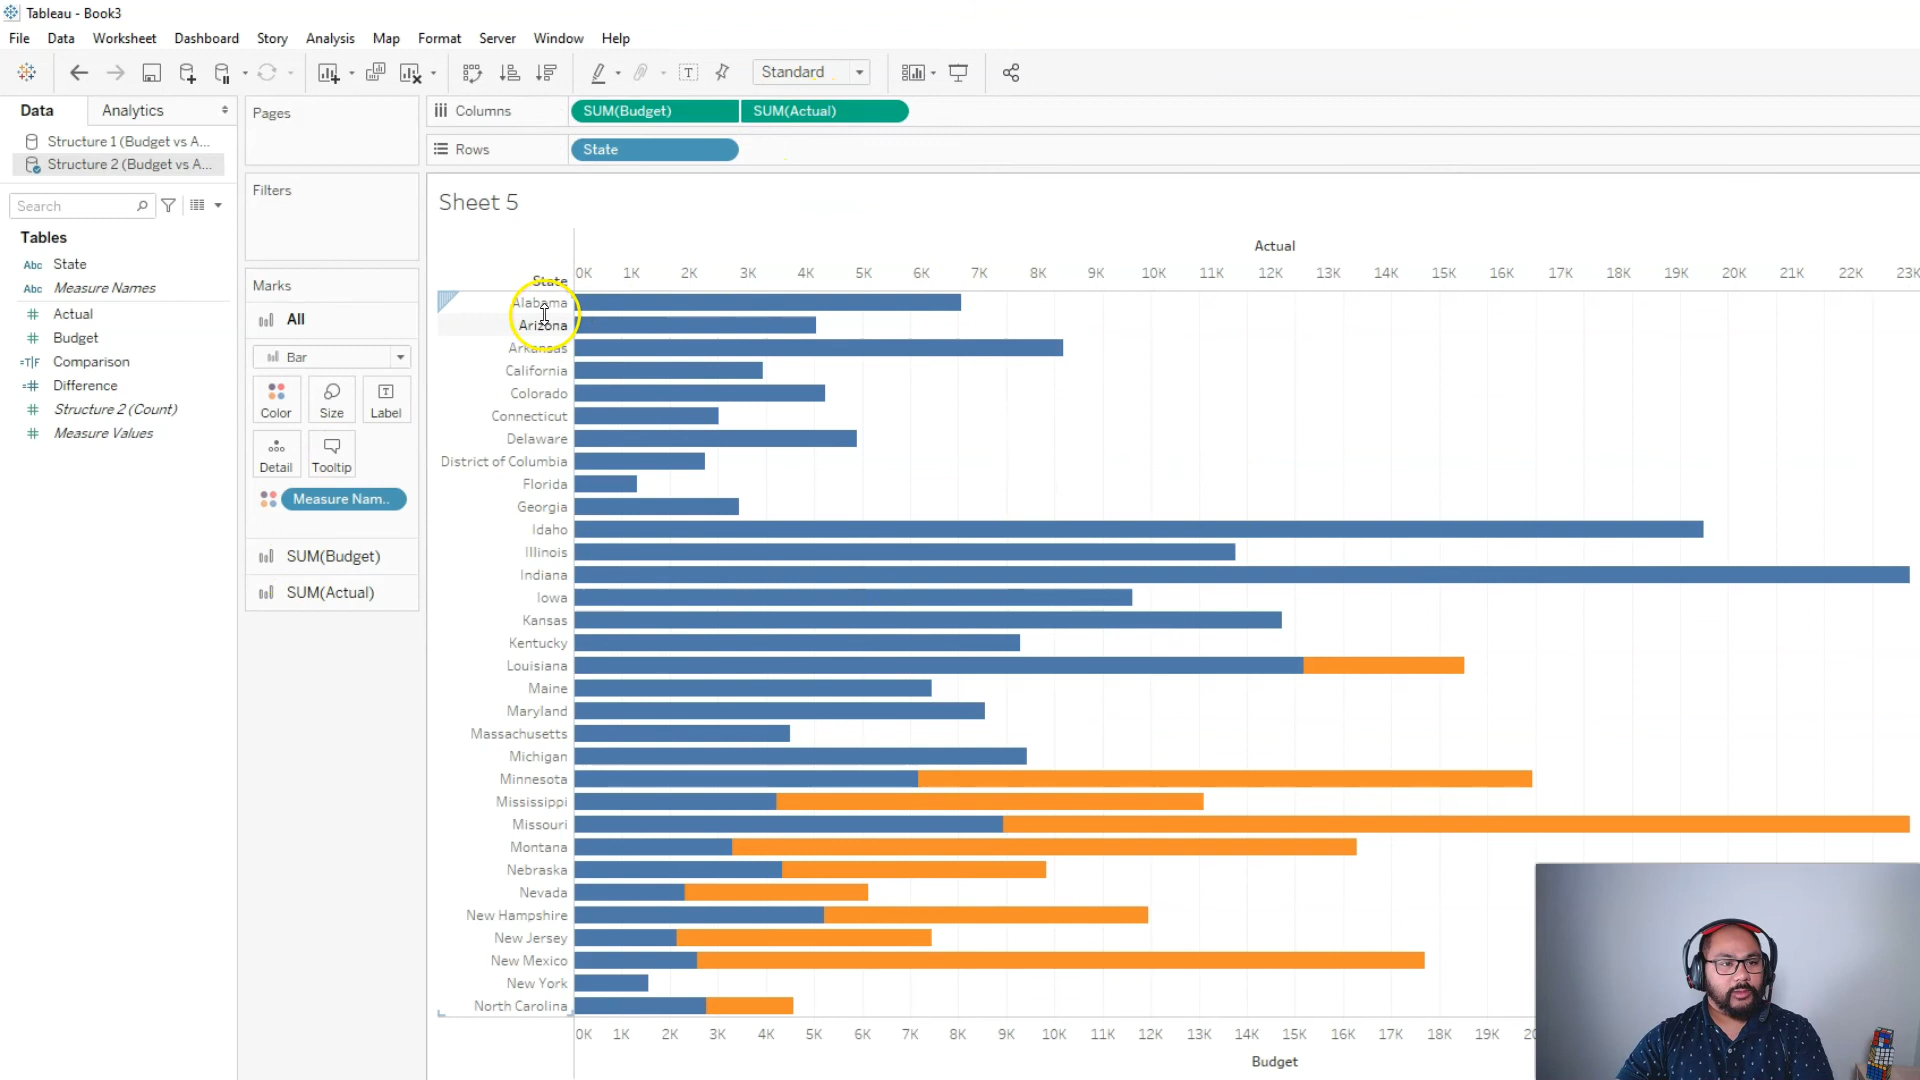 Tableau - Book3
File Data Worksheet Dashboard Story Analysis Map Format Server Window Help
Standard
Data Analytics
Structure 1 (Budget vs A...
Structure 2 (Budget vs A...
Search
Tables
Abc State
Abc Measure Names
# Actual
# Budget
=T|F Comparison
=# Difference
# Structure 2 (Count)
# Measure Values
Pages
Filters
Marks
All
Bar
Color Size Label
Detail Tooltip
Measure Nam..
SUM(Budget)
SUM(Actual)
Columns SUM(Budget) SUM(Actual)
Rows State
Sheet 5
Actual
0K 1K 2K 3K 4K 5K 6K 7K 8K 9K 10K 11K 12K 13K 14K 15K 16K 17K 18K 19K 20K 21K 22K 23K
State
Alabama
Arizona
Arkansas
California
Colorado
Connecticut
Delaware
District of Columbia
Florida
Georgia
Idaho
Illinois
Indiana
Iowa
Kansas
Kentucky
Louisiana
Maine
Maryland
Massachusetts
Michigan
Minnesota
Mississippi
Missouri
Montana
Nebraska
Nevada
New Hampshire
New Jersey
New Mexico
New York
North Carolina
0K 1K 2K 3K 4K 5K 6K 7K 8K 9K 10K 11K 12K 13K 14K 15K 16K 17K 18K 19K
Budget